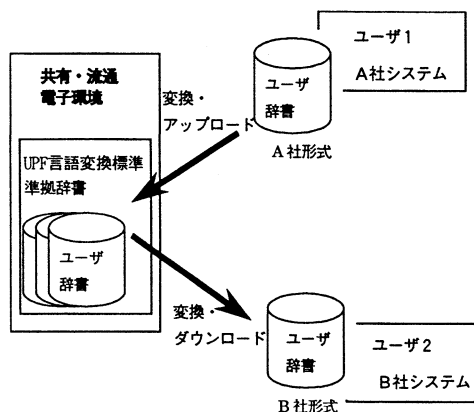 共有・流通
電子環境
UPF言語変換標準
準拠辞書
ユーザ
辞書
変換・
アップロード
ユーザ
辞書
A社形式
ユーザ1
A社システム
変換・
ダウンロード
ユーザ
辞書
B社形式
ユーザ2
B社システム